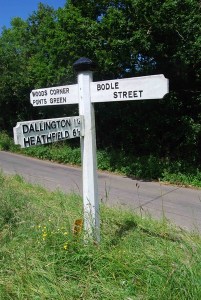 WOODS CORNER
PONTS GREEN
BODLE
STREET
DALLINGTON 1¼
HEATHFIELD 6½